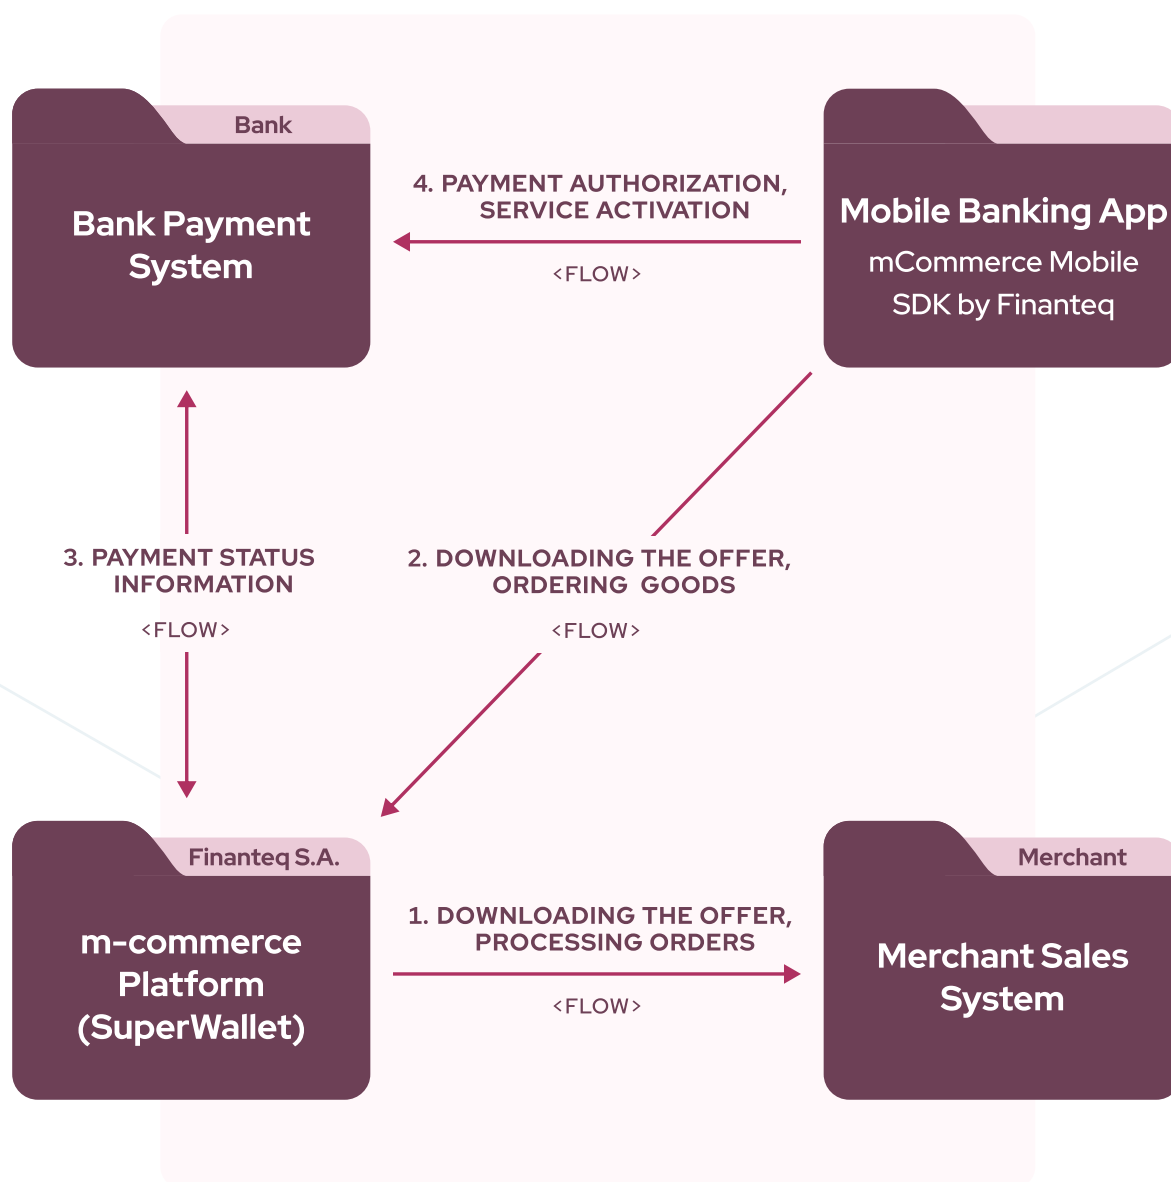 Bank
Bank Payment
System
4. PAYMENT AUTHORIZATION,
SERVICE ACTIVATION
<FLOW>
Mobile Banking App
mCommerce Mobile
SDK by Finanteq
3. PAYMENT STATUS
INFORMATION
<FLOW>
2. DOWNLOADING THE OFFER,
ORDERING GOODS
<FLOW>
Finanteq S.A.
m-commerce
Platform
(SuperWallet)
1. DOWNLOADING THE OFFER,
PROCESSING ORDERS
<FLOW>
Merchant
Merchant Sales
System